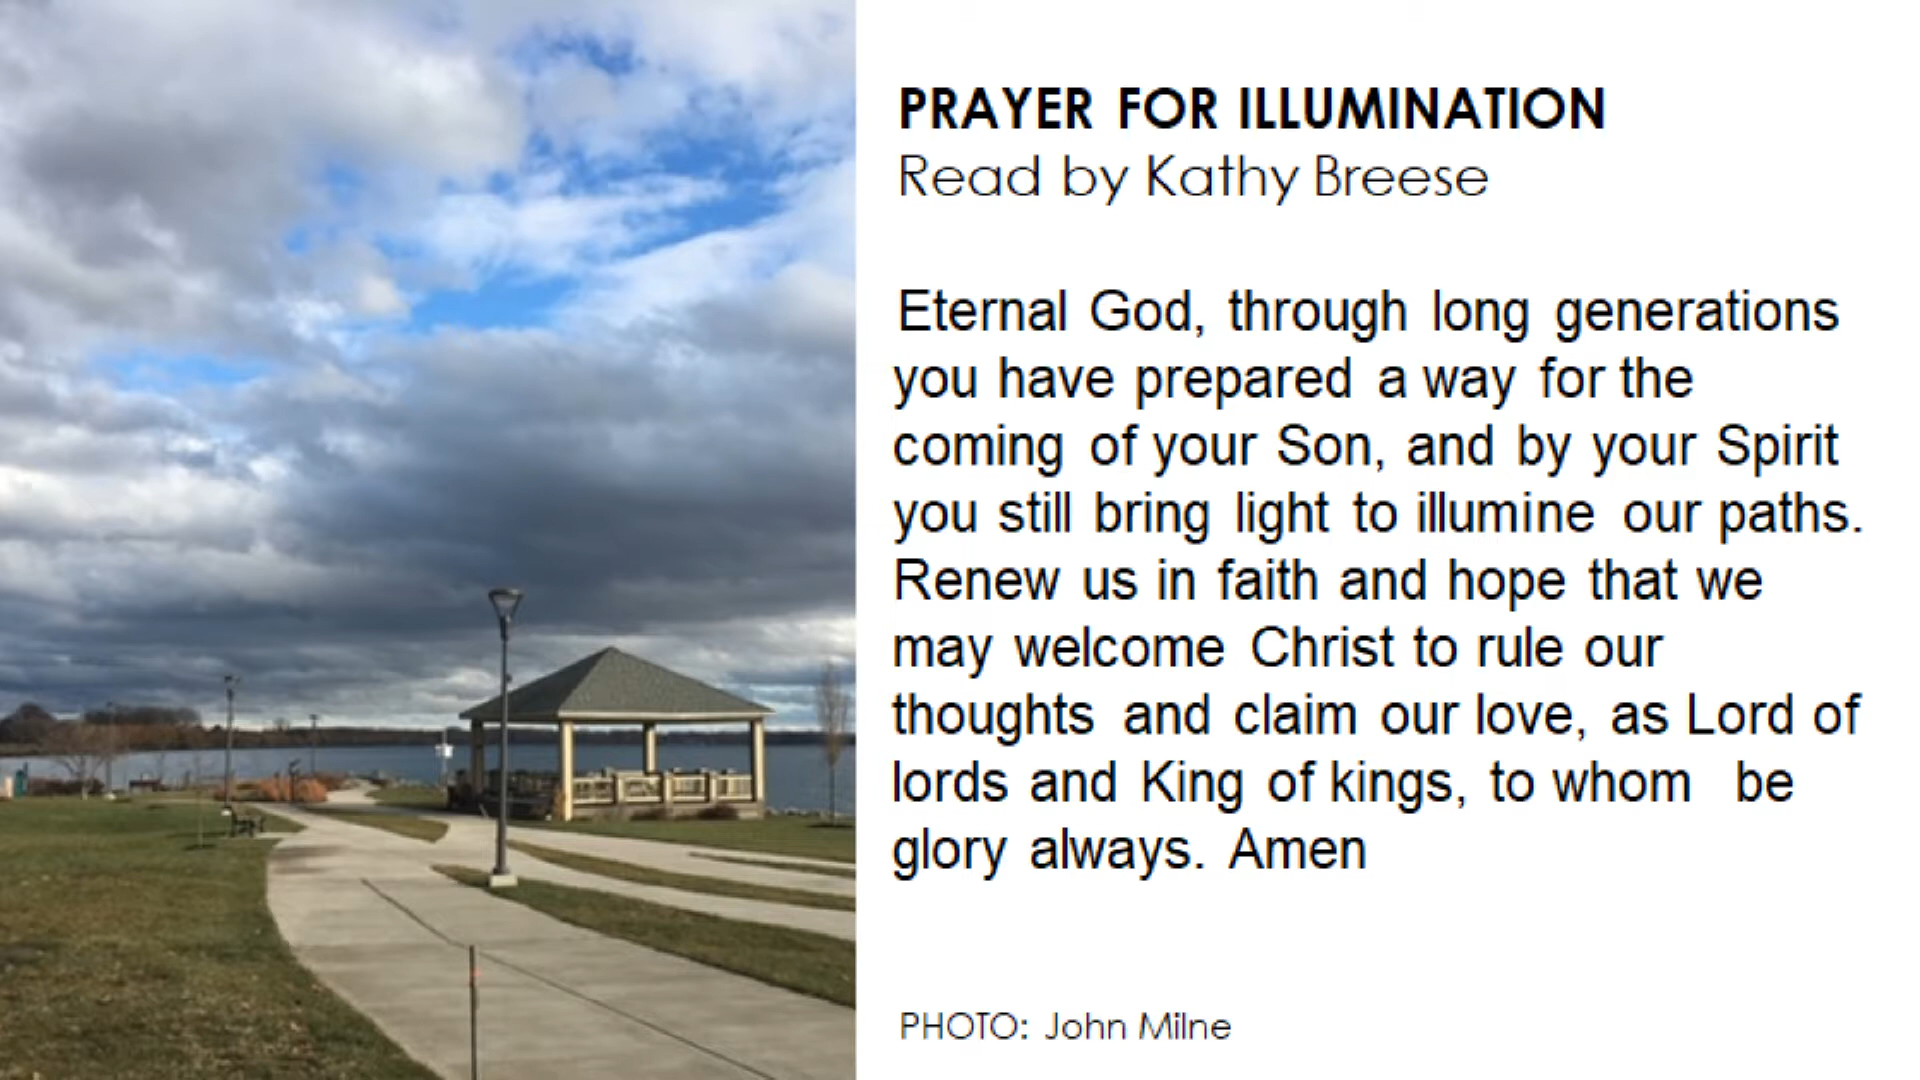 PRAYER FOR ILLUMINATION
Read by Kathy Breese
Eternal God, through long generations
you have prepared a way for the
coming of your Son, and by your Spirit
you still bring light to illumine our paths.
Renew us in faith and hope that we
may welcome Christ to rule our
thoughts and claim our love, as Lord of
lords and King of kings, to whom be
glory always. Amen
PHOTO: John Milne